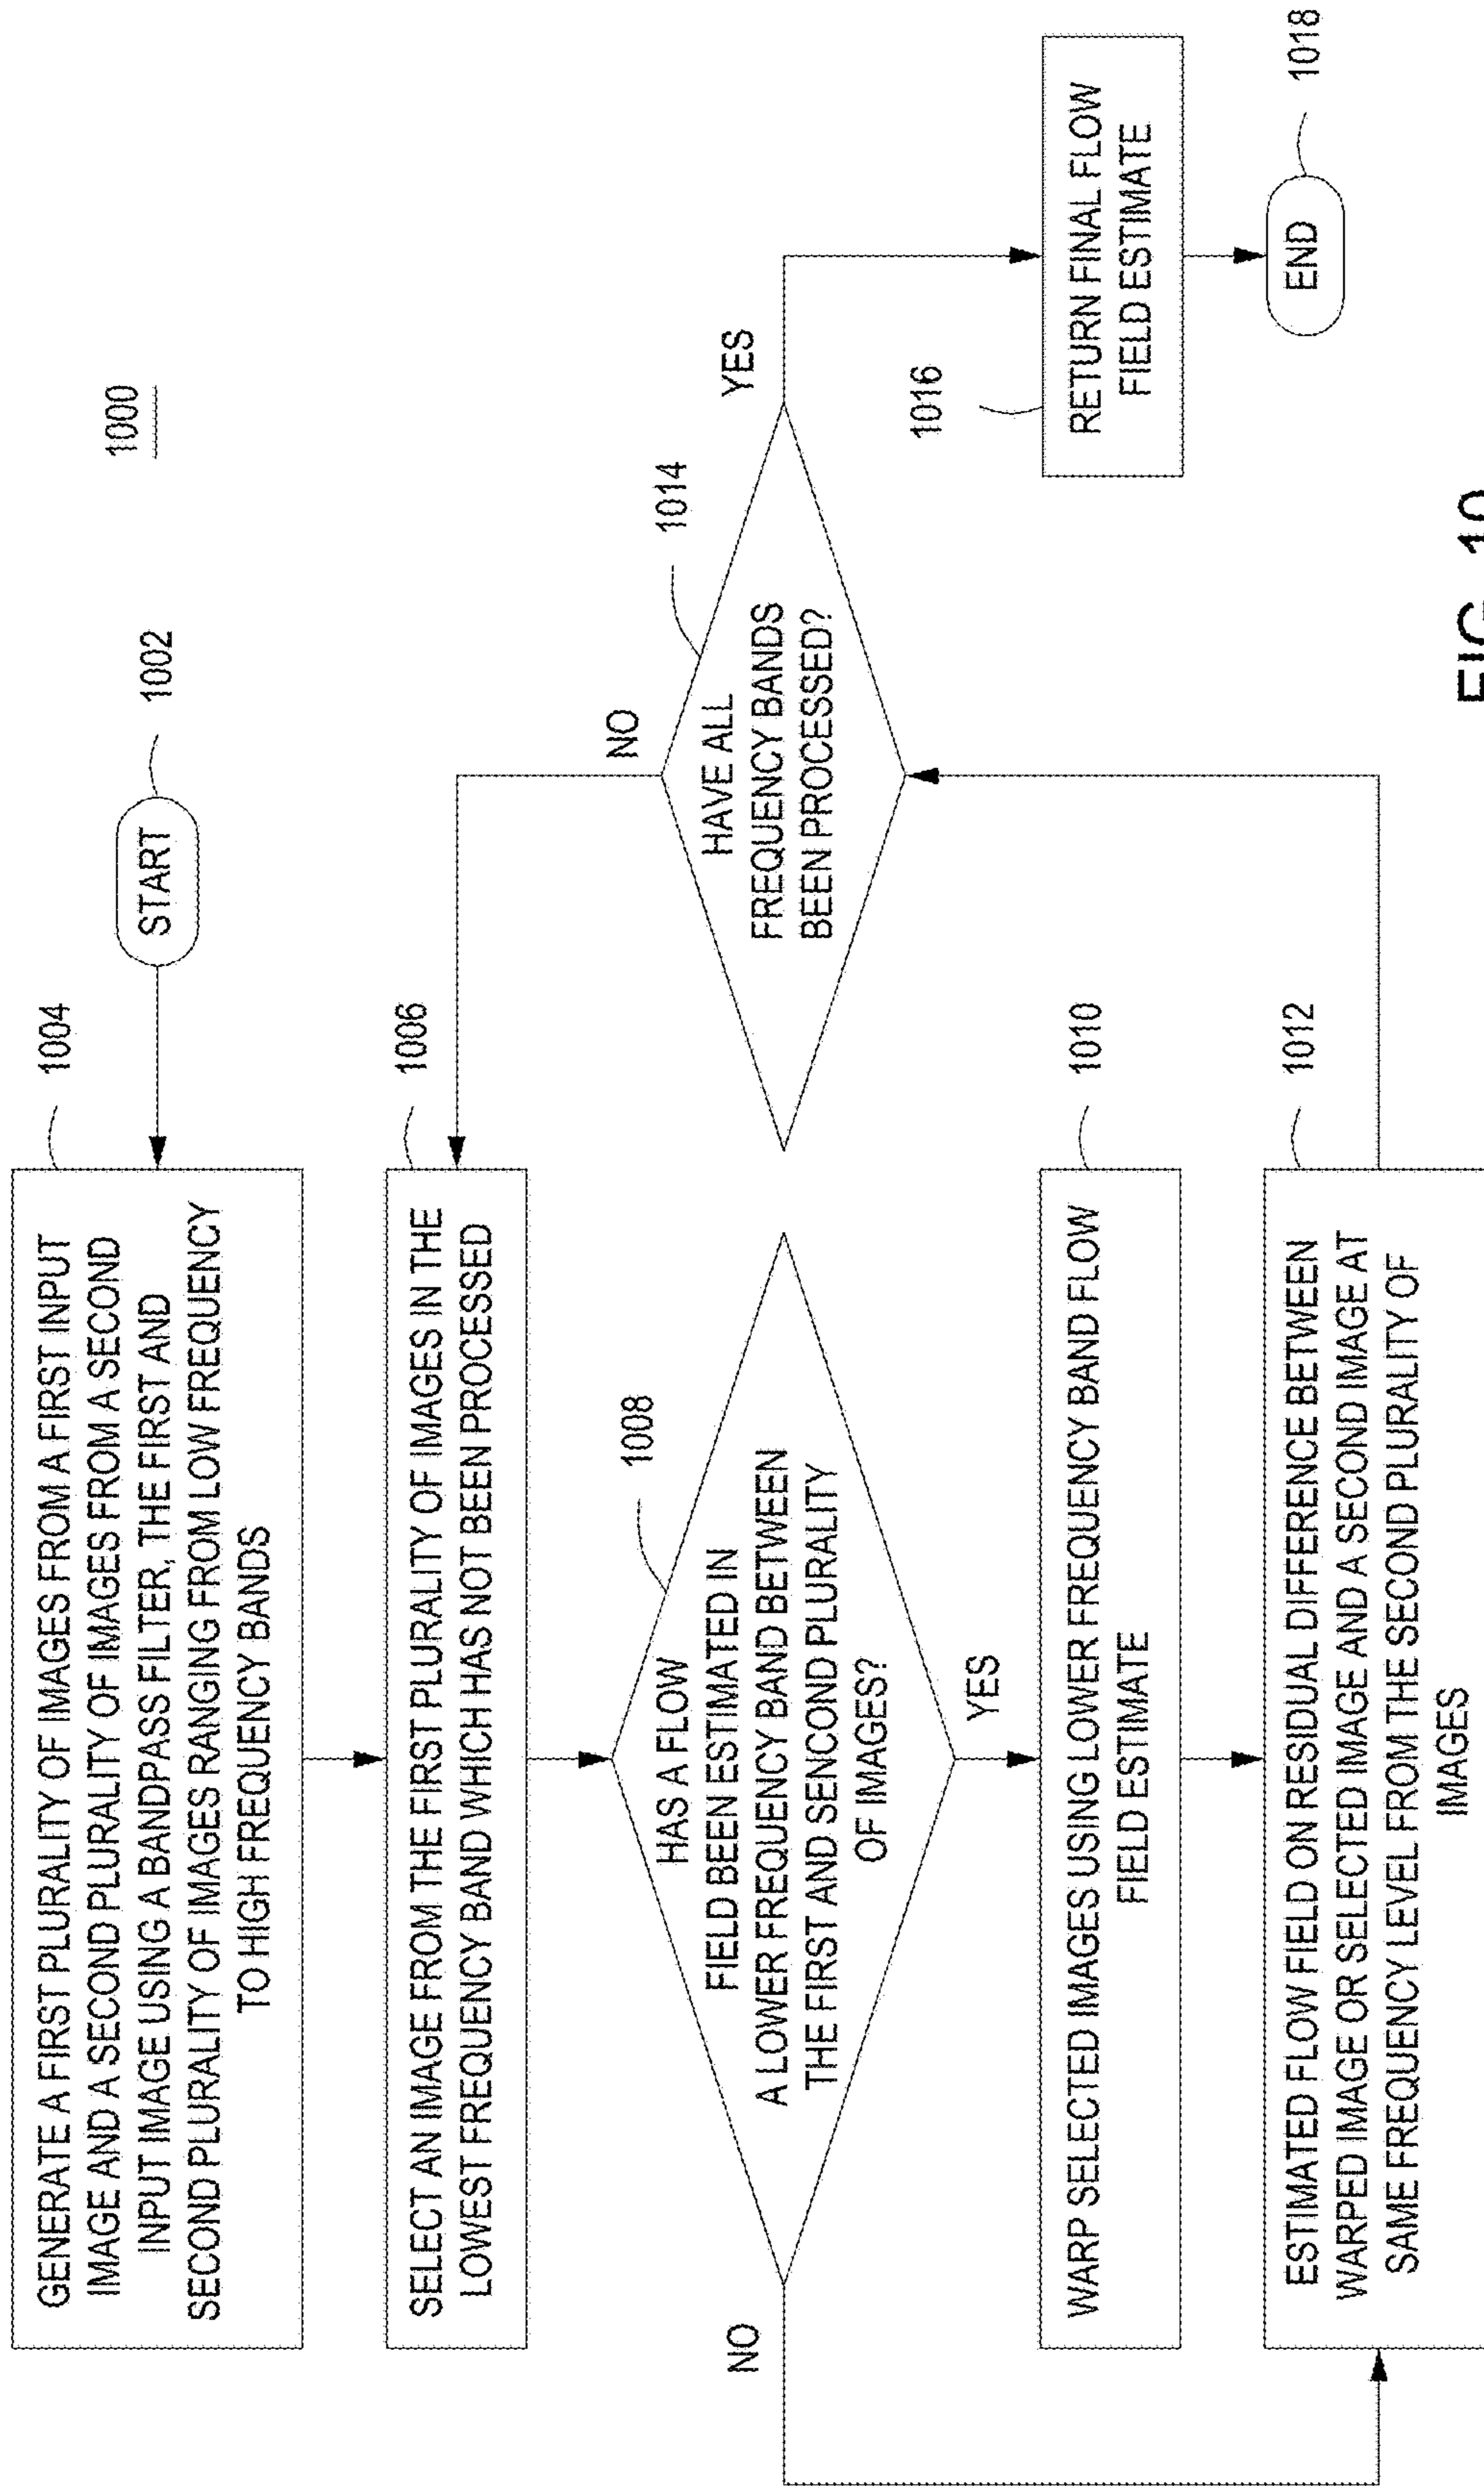 1000
START
1002
1004
GENERATE A FIRST PLURALITY OF IMAGES FROM A FIRST INPUT
IMAGE AND A SECOND PLURALITY OF IMAGES FROM A SECOND
INPUT IMAGE USING A BANDPASS FILTER, THE FIRST AND
SECOND PLURALITY OF IMAGES RANGING FROM LOW FREQUENCY
TO HIGH FREQUENCY BANDS
1006
SELECT AN IMAGE FROM THE FIRST PLURALITY OF IMAGES IN THE
LOWEST FREQUENCY BAND WHICH HAS NOT BEEN PROCESSED
1008
HAS A FLOW
FIELD BEEN ESTIMATED IN
A LOWER FREQUENCY BAND BETWEEN
THE FIRST AND SENCOND PLURALITY
OF IMAGES?
NO
YES
1010
WARP SELECTED IMAGES USING LOWER FREQUENCY BAND FLOW
FIELD ESTIMATE
1012
ESTIMATED FLOW FIELD ON RESIDUAL DIFFERENCE BETWEEN
WARPED IMAGE OR SELECTED IMAGE AND A SECOND IMAGE AT
SAME FREQUENCY LEVEL FROM THE SECOND PLURALITY OF
IMAGES
NO
1014
HAVE ALL
FREQUENCY BANDS
BEEN PROCESSED?
YES
1016
RETURN FINAL FLOW
FIELD ESTIMATE
END
1018
FIG. 10